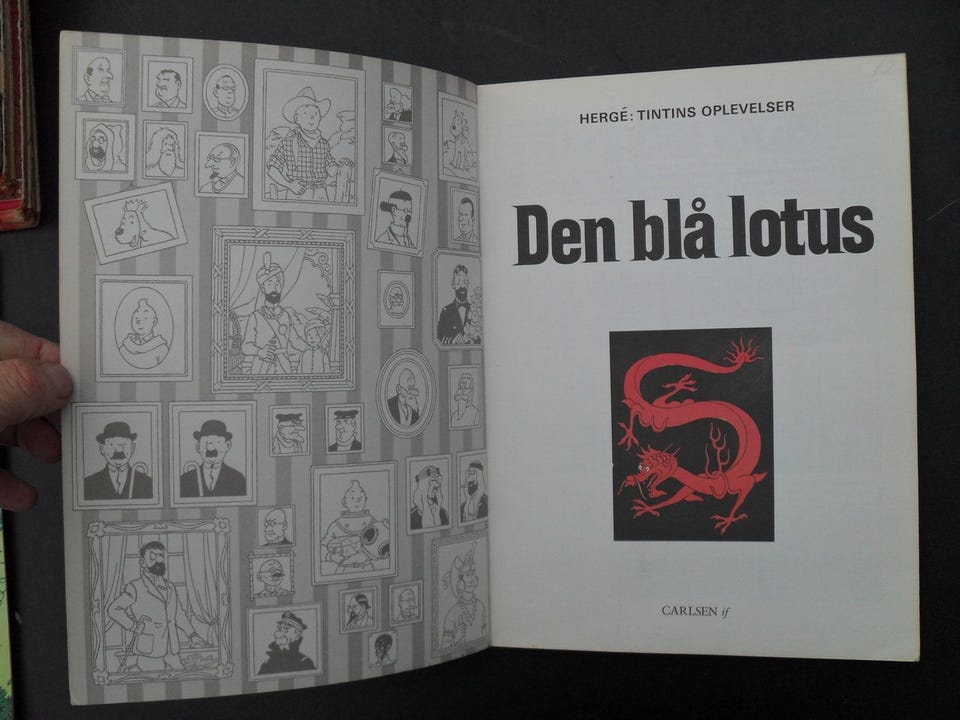 HERGÉ: TINTINS OPLEVELSER
Den blå lotus
CARLSEN if